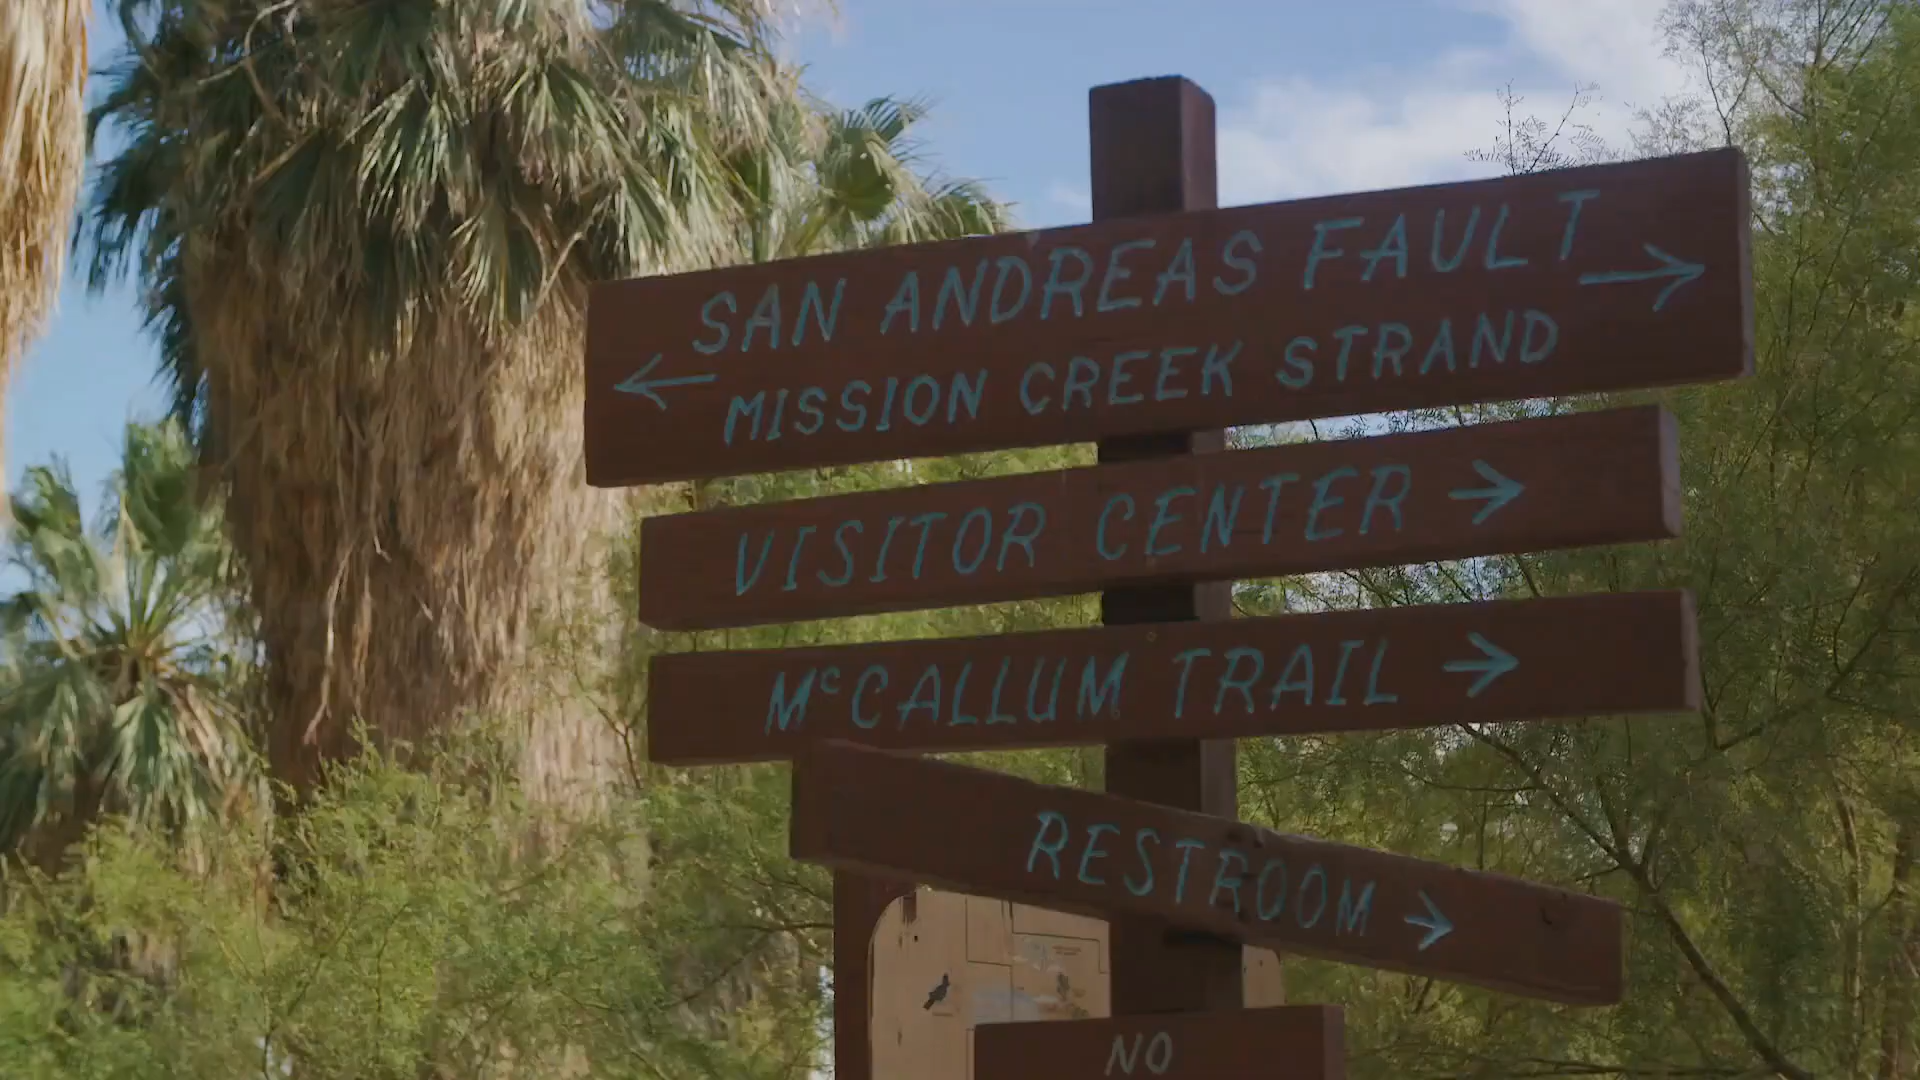 SAN ANDREAS FAULT →
← MISSION CREEK STRAND
VISITOR CENTER →
McCALLUM TRAIL →
RESTROOM →
NO